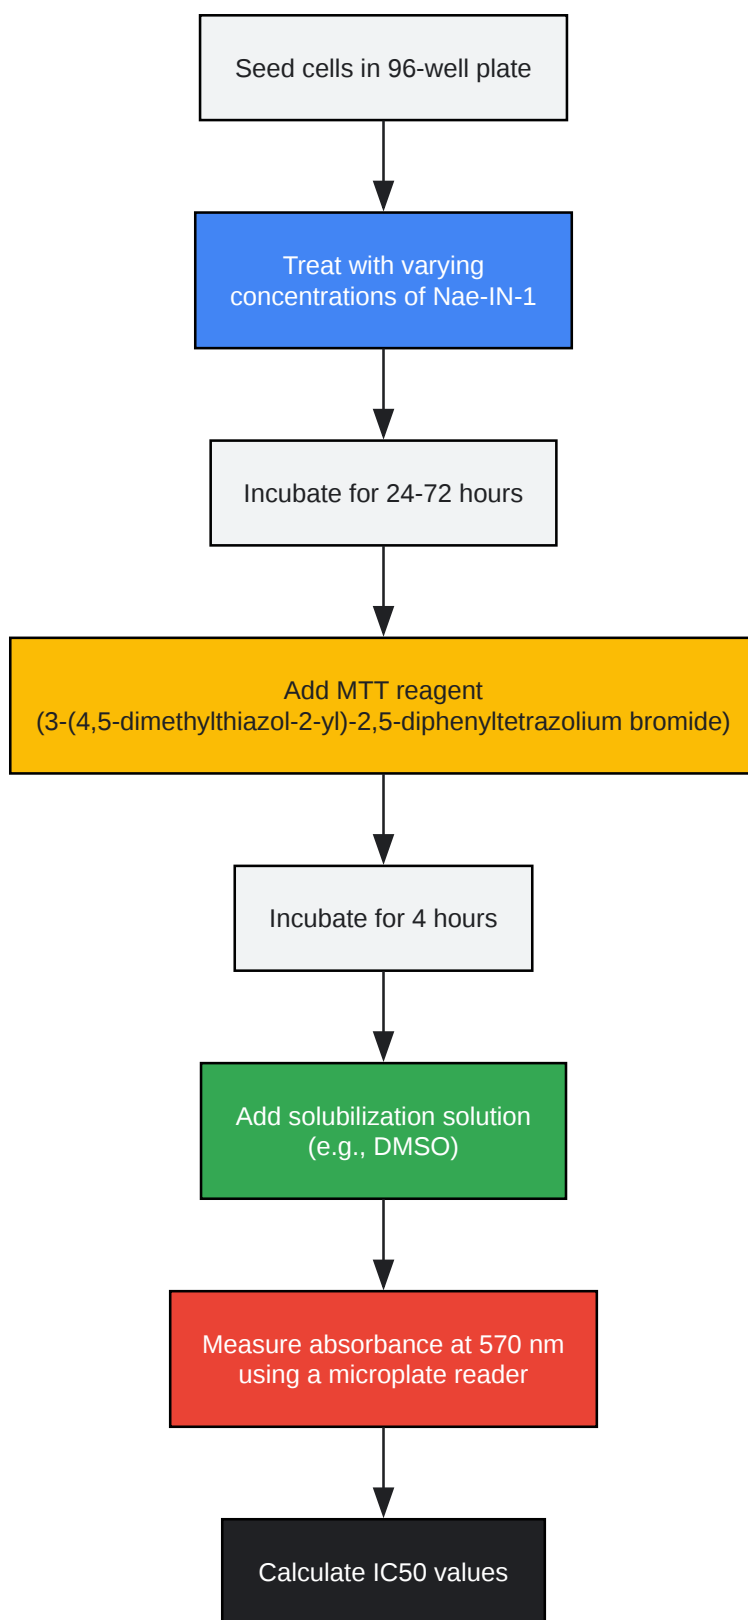 Seed cells in 96-well plate
Treat with varying
concentrations of Nae-IN-1
Incubate for 24-72 hours
Add MTT reagent
(3-(4,5-dimethylthiazol-2-yl)-2,5-diphenyltetrazolium bromide)
Incubate for 4 hours
Add solubilization solution
(e.g., DMSO)
Measure absorbance at 570 nm
using a microplate reader
Calculate IC50 values